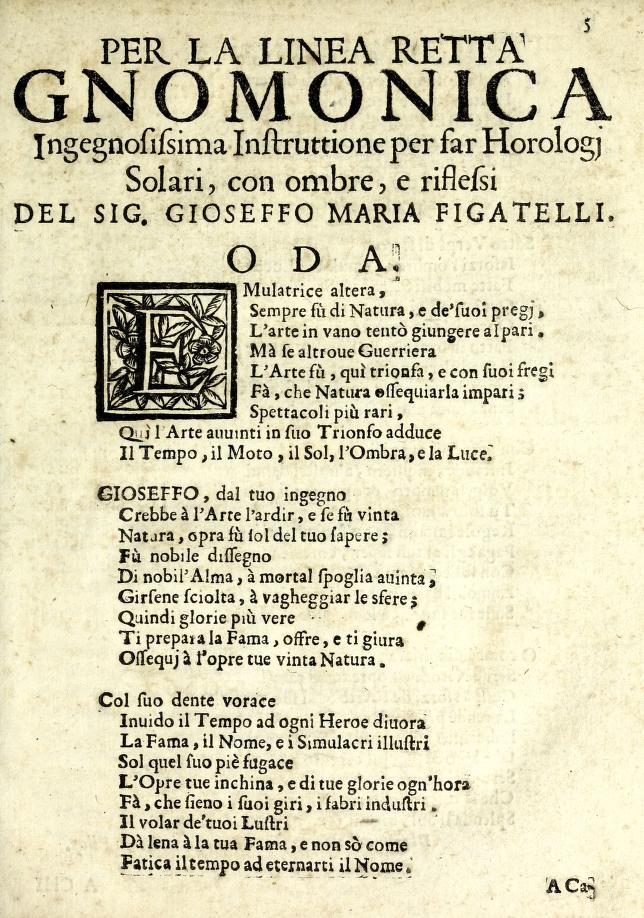 5
PER LA LINEA RETTA
GNOMONICA
Ingegnosissima Instruttione per far Horologj
Solari, con ombre, e riflessi
DEL SIG. GIOSEFFO MARIA FIGATELLI.
ODA.
EMulatrice altera,
Sempre fù di Natura, e de'suoi pregj,
L'arte in vano tentò giungere al pari.
Mà se altroue Guerriera
L'Arte fù, quì trionfa, e con suoi fregi
Fà, che Natura ossequiarla impari;
Spettacoli più rari,
Quì l'Arte auuinti in suo Trionfo adduce
Il Tempo, il Moto, il Sol, l'Ombra, e la Luce.
GIOSEFFO, dal tuo ingegno
Crebbe à l'Arte l'ardir, e se fù vinta
Natura, opra fù sol del tuo sapere;
Fù nobile dissegno
Di nobil'Alma, à mortal spoglia auinta,
Girsene sciolta, à vagheggiar le sfere;
Quindi glorie più vere
Ti prepara la Fama, offre, e ti giura
Ossequj à l'opre tue vinta Natura.
Col suo dente vorace
Inuido il Tempo ad ogni Heroe diuora
La Fama, il Nome, e i Simulacri illustri
Sol quel suo piè fugace
L'Opre tue inchina, e di tue glorie ogn'hora
Fà, che sieno i suoi giri, i fabri industri.
Il volar de'tuoi Lustri
Dà lena à la tua Fama, e non sò come
Fatica il tempo ad eternarti il Nome.
A Ca-